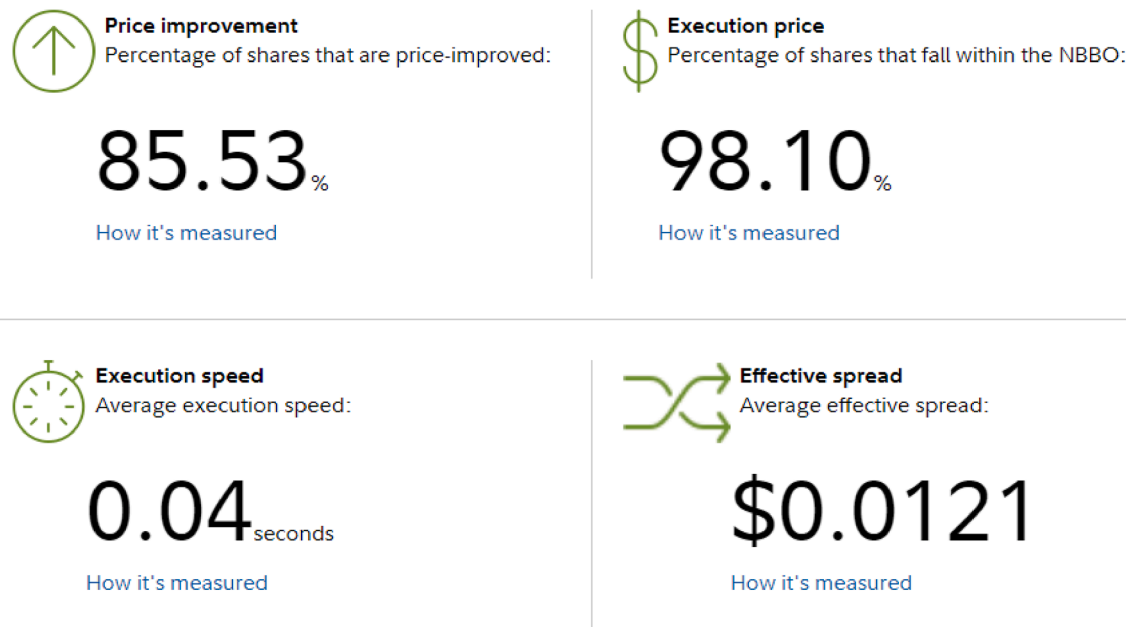 Price improvement
Percentage of shares that are price-improved:
85.53%
How it's measured
Execution price
Percentage of shares that fall within the NBBO:
98.10%
How it's measured
Execution speed
Average execution speed:
0.04 seconds
How it's measured
Effective spread
Average effective spread:
$0.0121
How it's measured